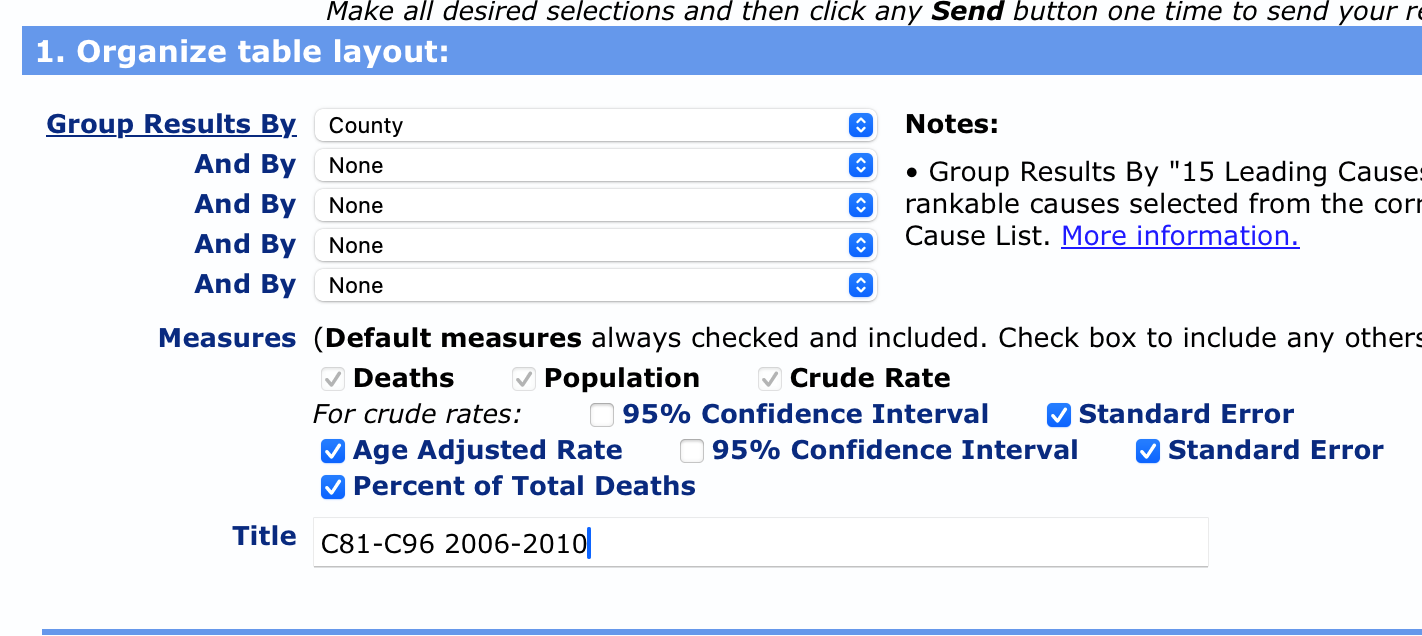 Make all desired selections and then click any Send button one time to send your
1. Organize table layout:
Group Results By County
And By None
And By None
And By None
And By None
Notes:
• Group Results By "15 Leading
rankable causes selected from the
Cause List. More information.
Measures (Default measures always checked and included. Check box to include any others
Deaths Population Crude Rate
For crude rates: 95% Confidence Interval Standard Error
Age Adjusted Rate 95% Confidence Interval Standard Error
Percent of Total Deaths
Title C81-C96 2006-2010